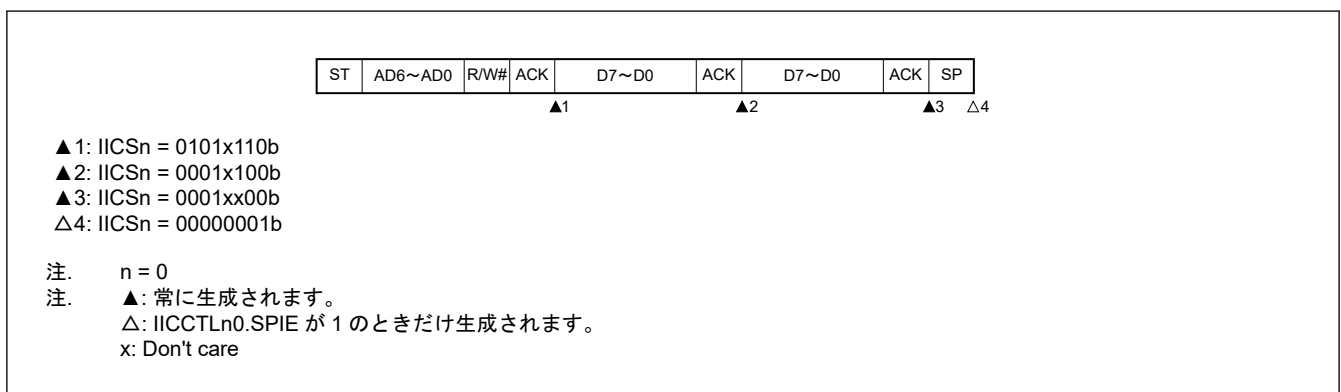 ST AD6～AD0 R/W# ACK D7～D0 ACK D7～D0 ACK SP
▲1 ▲2 ▲3 △4
▲1: IICSn = 0101x110b
▲2: IICSn = 0001x100b
▲3: IICSn = 0001xx00b
△4: IICSn = 00000001b
注. n = 0
注. ▲: 常に生成されます。
△: IICCTLn0.SPIE が 1 のときだけ生成されます。
x: Don't care